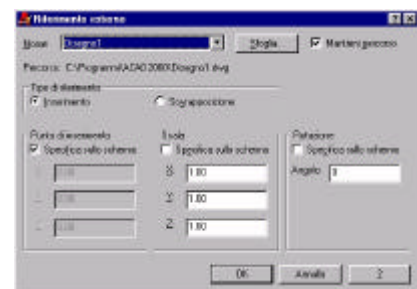 Riferimento esterno
Nome: Disegno1 Sfoglia... Mantieni percorso
Percorso: C:\Programmi\ACAD2000\Disegno1.dwg
Tipo di riferimento
Inserimento Sovrapposizione
Punto di inserimento Scala Rotazione
Specifica sullo schermo Specifica sullo schermo Specifica sullo schermo
X: 1.00 Angolo: 0
Y: 1.00
Z: 1.00
OK Annulla ?